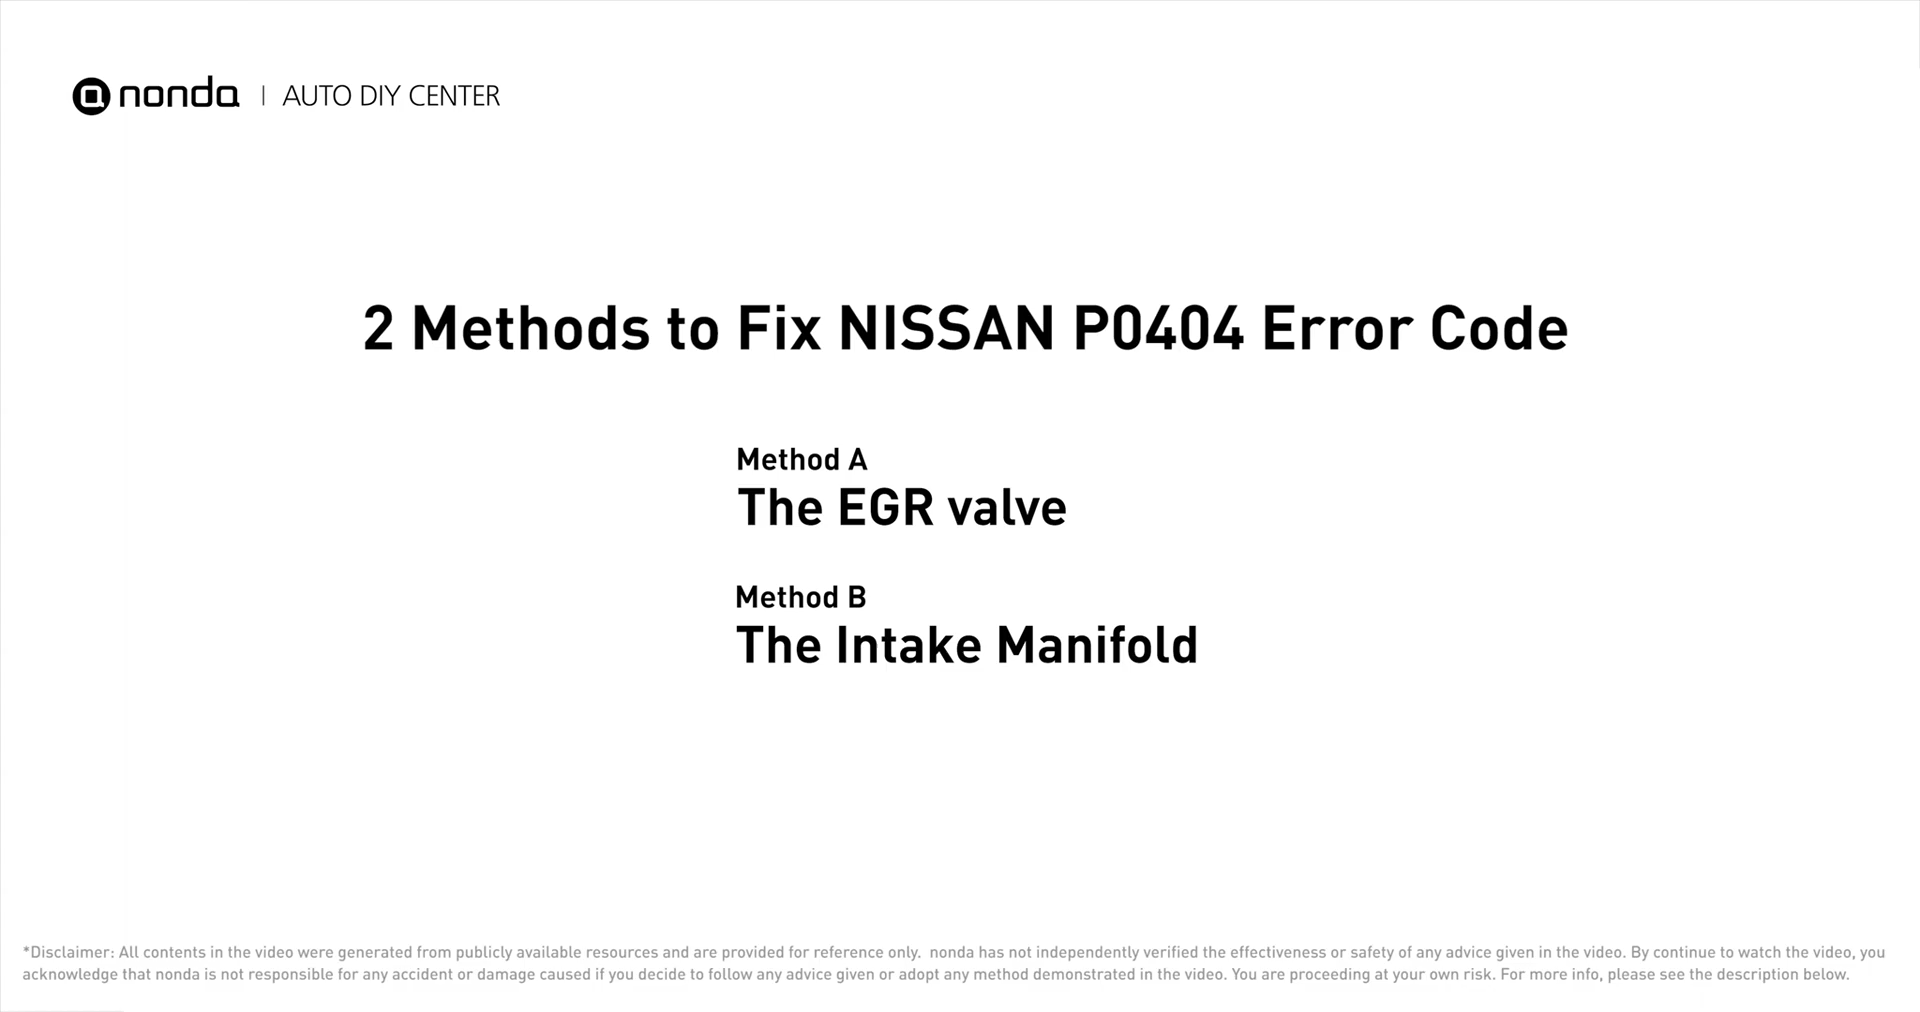 nonda | AUTO DIY CENTER
2 Methods to Fix NISSAN P0404 Error Code
Method A
The EGR valve
Method B
The Intake Manifold
*Disclaimer: All contents in the video were generated from publicly available resources and are provided for reference only. nonda has not independently verified the effectiveness or safety of any advice given in the video. By continue to watch the video, you
acknowledge that nonda is not responsible for any accident or damage caused if you decide to follow any advice given or adopt any method demonstrated in the video. You are proceeding at your own risk. For more info, please see the description below.